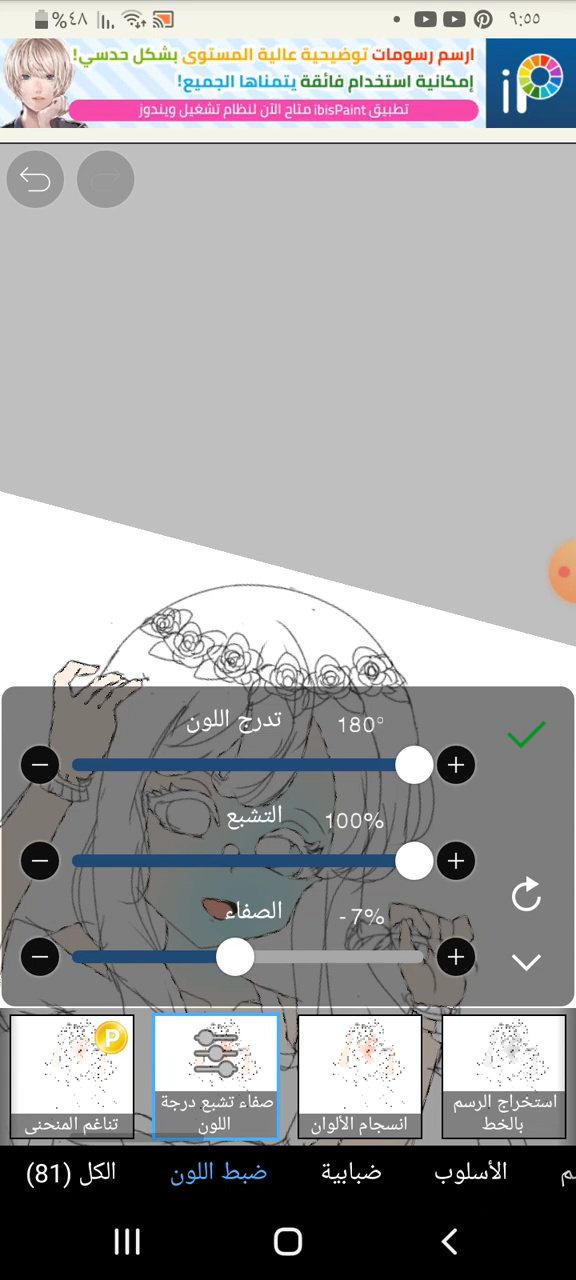 ٩:٥٥
%٤٨
ارسم رسومات توضيحية عالية المستوى بشكل حدسي!
إمكانية استخدام فائقة يتمناها الجميع!
تطبيق ibisPaint متاح الآن لنظام تشغيل ويندوز
iP
تدرج اللون 180°
التشبع 100%
الصفاء -7%
تناغم المنحنى
P
صفاء تشبع درجة
اللون
انسجام الألوان
استخراج الرسم
بالخط
الكل (81)
ضبط اللون
ضبابية
الأسلوب